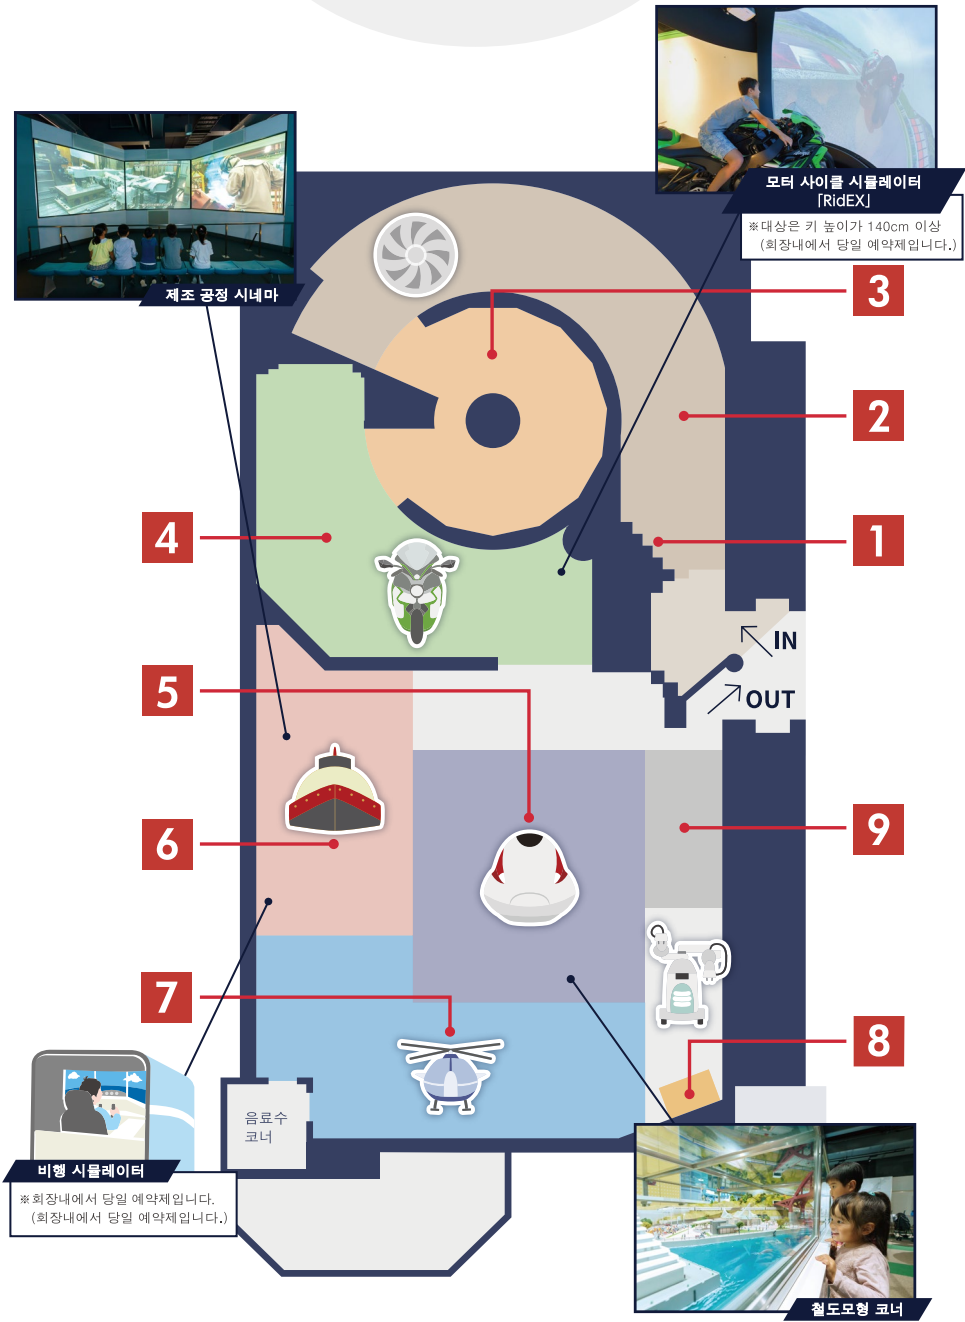 모터 사이클 시뮬레이터
「RidEX」
※대상은 키 높이가 140cm 이상
(회장내에서 당일 예약제입니다.)
제조 공정 시네마
3
2
1
4
IN
OUT
5
6
9
7
8
음료수
코너
비행 시뮬레이터
※회장내에서 당일 예약제입니다.
(회장내에서 당일 예약제입니다.)
철도모형 코너